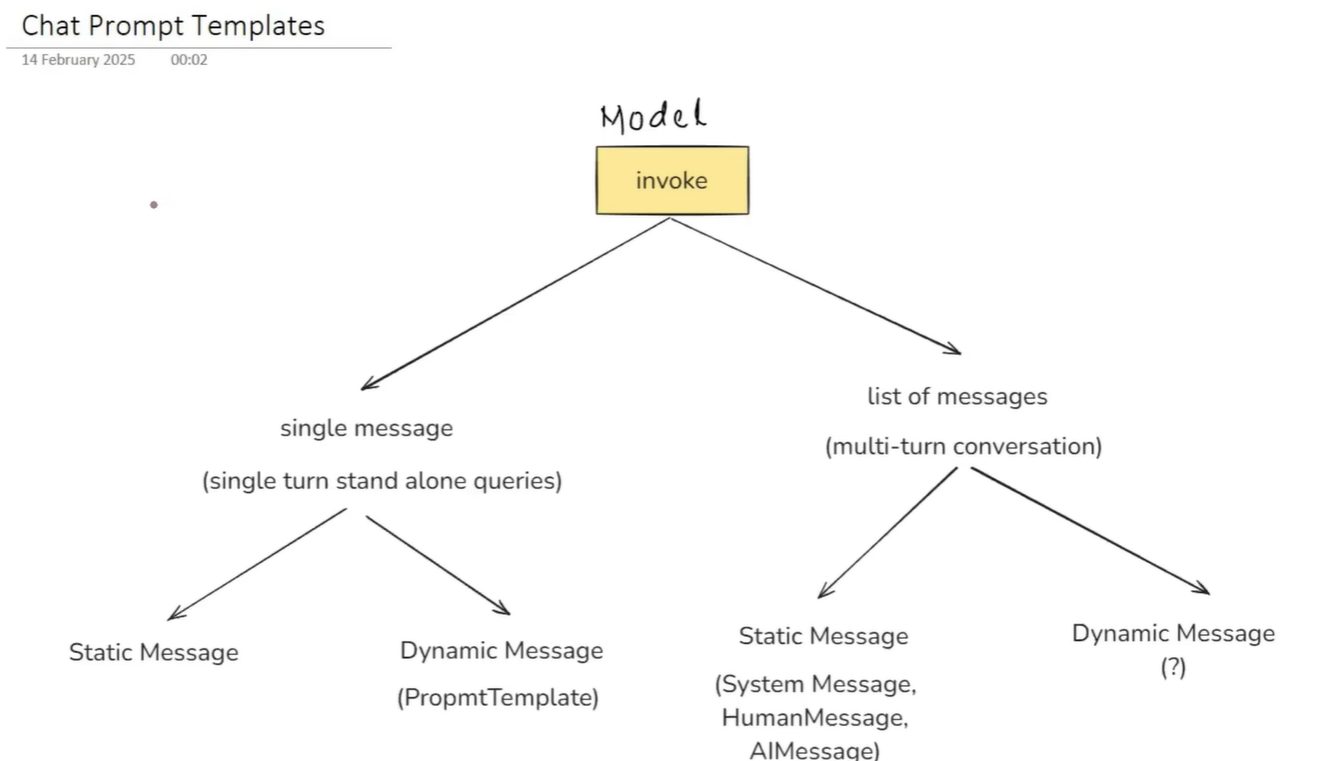 Chat Prompt Templates
14 February 2025 00:02
Model
invoke
single message
(single turn stand alone queries)
list of messages
(multi-turn conversation)
Static Message
Dynamic Message
(PropmtTemplate)
Static Message
(System Message,
HumanMessage,
AIMessage)
Dynamic Message
(?)